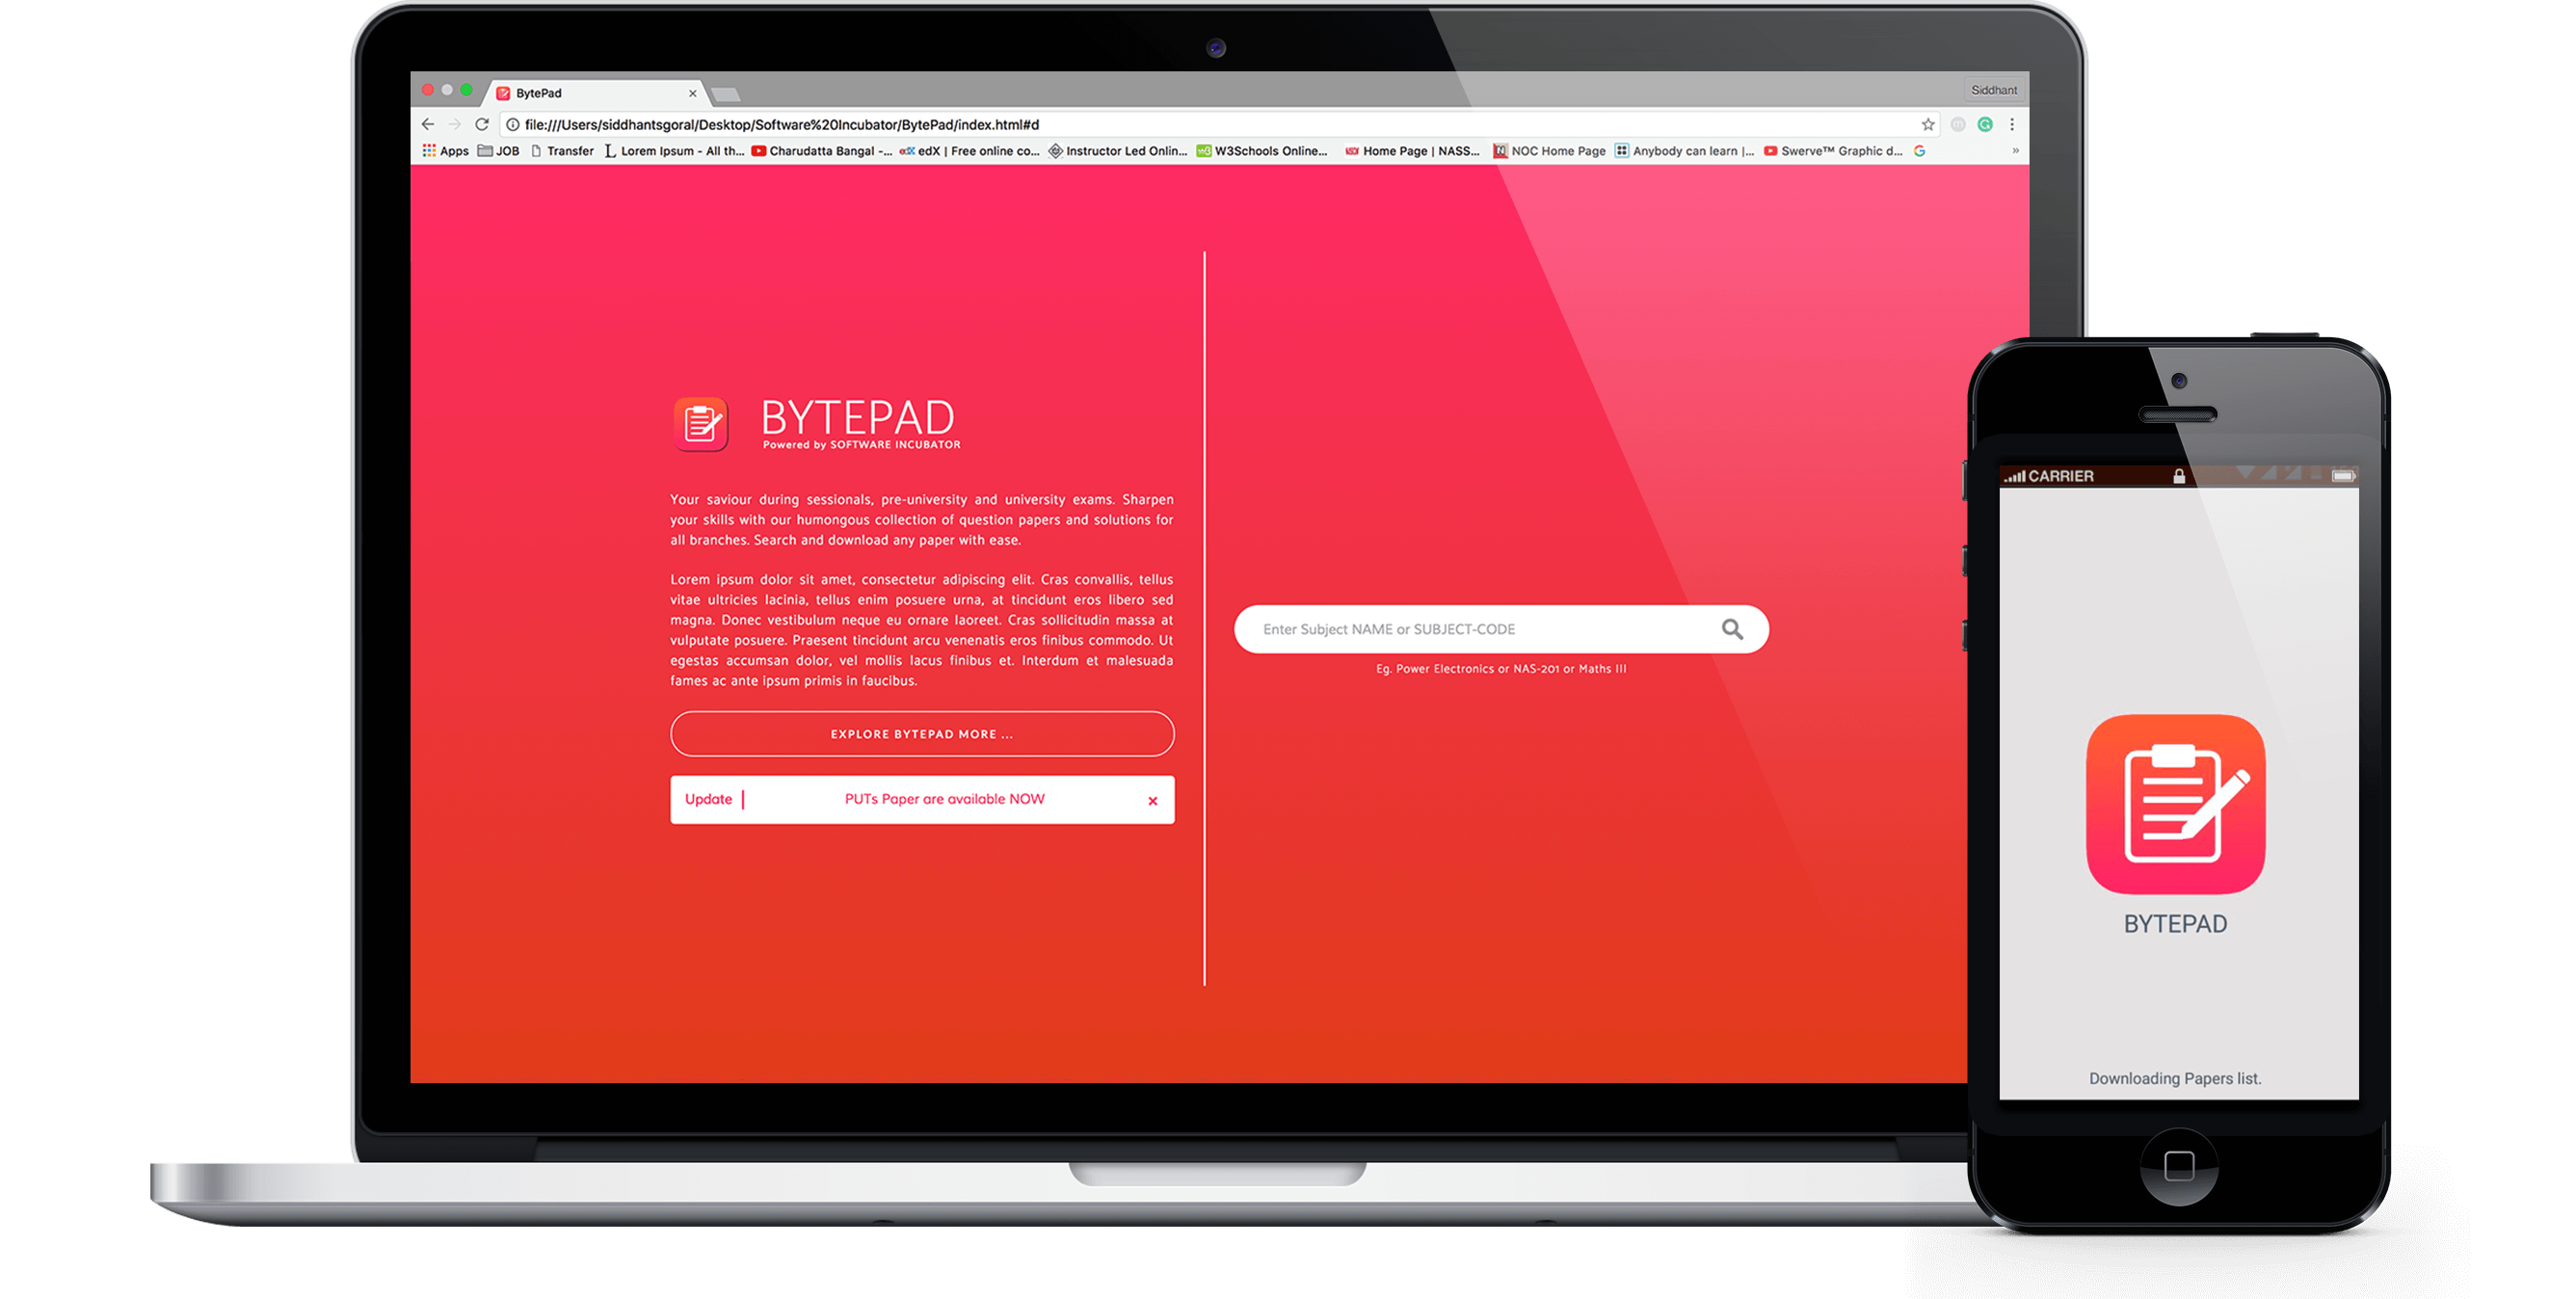 BytePad
Siddhant
file:///Users/siddhantsgoral/Desktop/Software%20Incubator/BytePad/index.html#d
Apps JOB Transfer Lorem Ipsum - All th... Charudatta Bangal -... edX | Free online co... Instructor Led Onlin... W3Schools Online... Home Page | NASS... NOC Home Page Anybody can learn |... Swerve™ Graphic d... »
BYTEPAD
Powered by SOFTWARE INCUBATOR
Your saviour during sessionals, pre-university and university exams. Sharpen
your skills with our humongous collection of question papers and solutions for
all branches. Search and download any paper with ease.
Lorem ipsum dolor sit amet, consectetur adipiscing elit. Cras convallis, tellus
vitae ultricies lacinia, tellus enim posuere urna, at tincidunt eros libero sed
magna. Donec vestibulum neque eu ornare laoreet. Cras sollicitudin massa at
vulputate posuere. Praesent tincidunt arcu venenatis eros finibus commodo. Ut
egestas accumsan dolor, vel mollis lacus finibus et. Interdum et malesuada
fames ac ante ipsum primis in faucibus.
EXPLORE BYTEPAD MORE ...
Update | PUTs Paper are available NOW ×
Enter Subject NAME or SUBJECT-CODE
Eg. Power Electronics or NAS-201 or Maths III
CARRIER
BYTEPAD
Downloading Papers list.